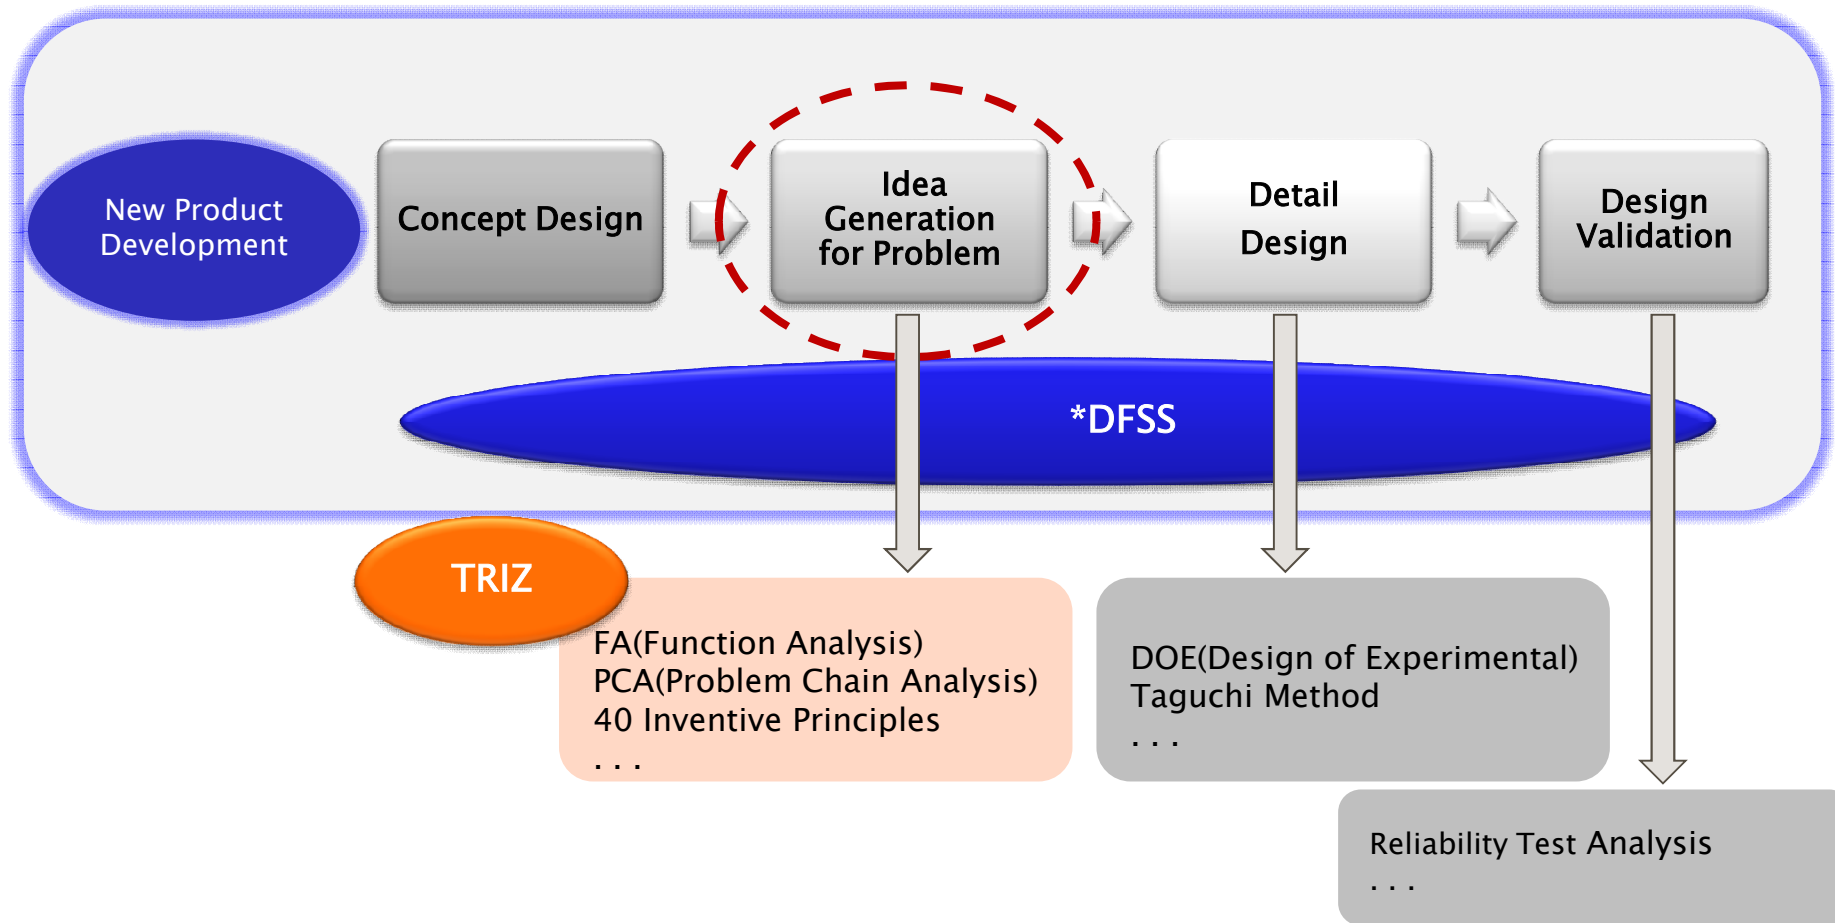 New Product
Development
Concept Design
Idea
Generation
for Problem
Detail
Design
Design
Validation
*DFSS
TRIZ
FA(Function Analysis)
PCA(Problem Chain Analysis)
40 Inventive Principles
. . .
DOE(Design of Experimental)
Taguchi Method
. . .
Reliability Test Analysis
. . .